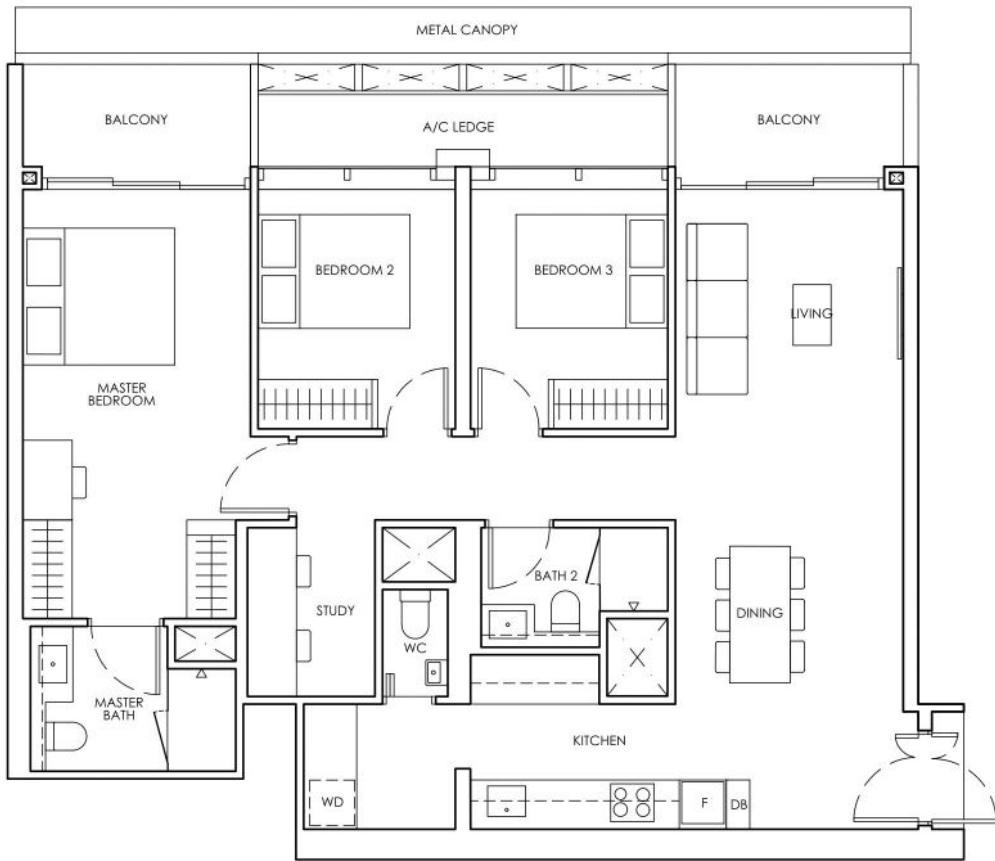 METAL CANOPY
BALCONY
A/C LEDGE
BALCONY
BEDROOM 2
BEDROOM 3
LIVING
MASTER
BEDROOM
STUDY
BATH 2
DINING
WC
MASTER
BATH
KITCHEN
WD
F
DB